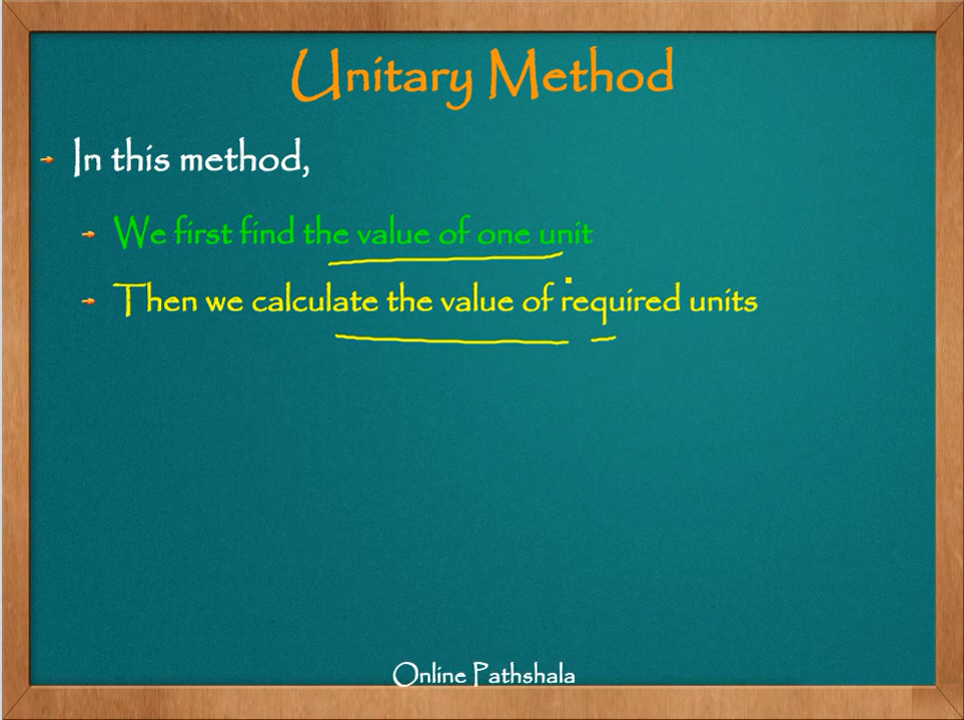 Unitary Method
In this method,
We first find the value of one unit
Then we calculate the value of required units
Online Pathshala